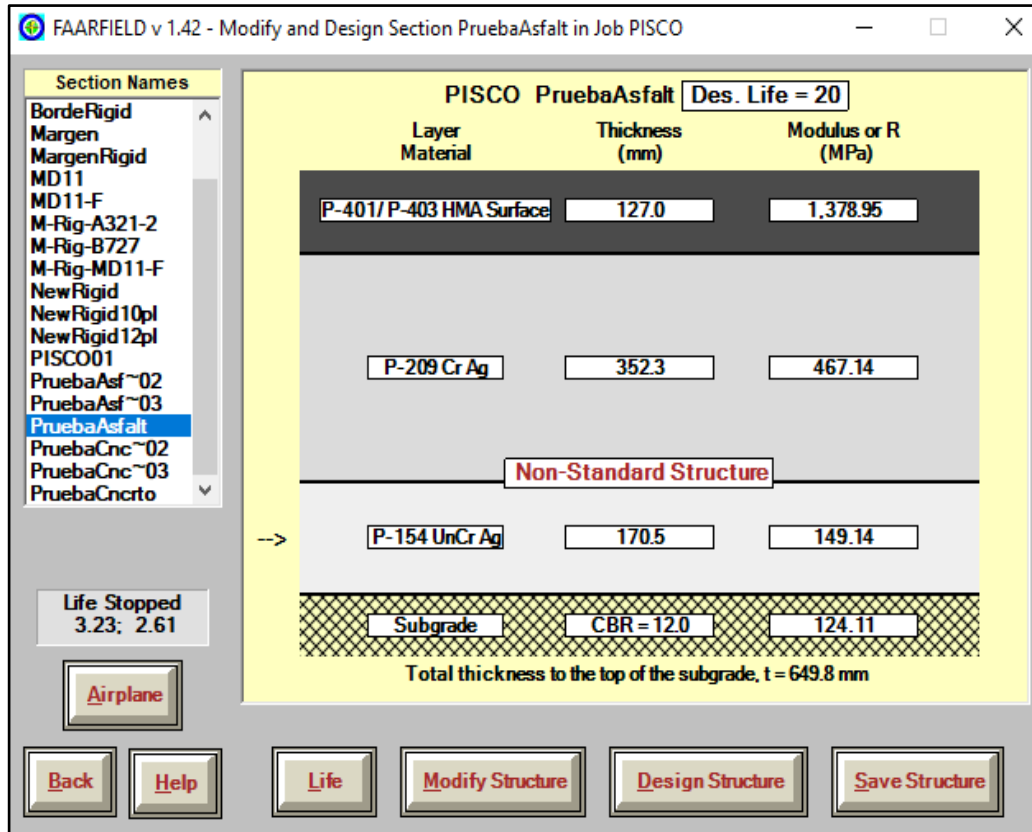 FAARFIELD v 1.42 - Modify and Design Section PruebaAsfalt in Job PISCO
Section Names
BordeRigid
Margen
MargenRigid
MD11
MD11-F
M-Rig-A321-2
M-Rig-B727
M-Rig-MD11-F
NewRigid
NewRigid10pl
NewRigid12pl
PISCO01
PruebaAsf~02
PruebaAsf~03
PruebaAsfalt
PruebaCnc~02
PruebaCnc~03
PruebaCncrto
Life Stopped
3.23; 2.61
Airplane
Back
Help
PISCO PruebaAsfalt Des. Life = 20
Layer Material
Thickness (mm)
Modulus or R (MPa)
P-401/ P-403 HMA Surface 127.0 1,378.95
P-209 Cr Ag 352.3 467.14
Non-Standard Structure
--> P-154 UnCr Ag 170.5 149.14
Subgrade CBR = 12.0 124.11
Total thickness to the top of the subgrade, t = 649.8 mm
Life
Modify Structure
Design Structure
Save Structure